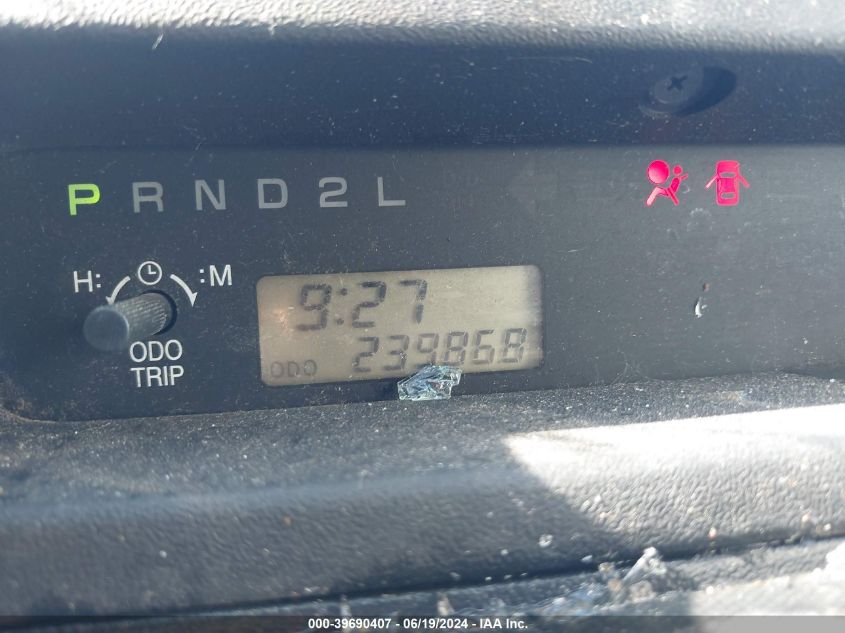 P R N D 2 L
H: :M
9:27
ODO 239868
ODO
TRIP
000-39690407 - 06/19/2024 - IAA Inc.